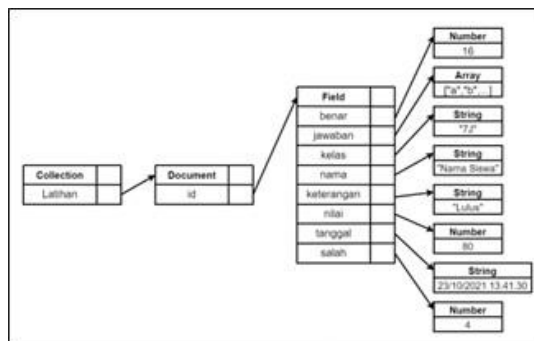 Collection
Latihan
Document
id
Field
benar
jawaban
kelas
nama
keterangan
nilai
tanggal
salah
Number
16
Array
["a","b",...]
String
"7J"
String
"Nama Siswa"
String
"Lulus"
Number
80
String
23/10/2021 13.41.30
Number
4